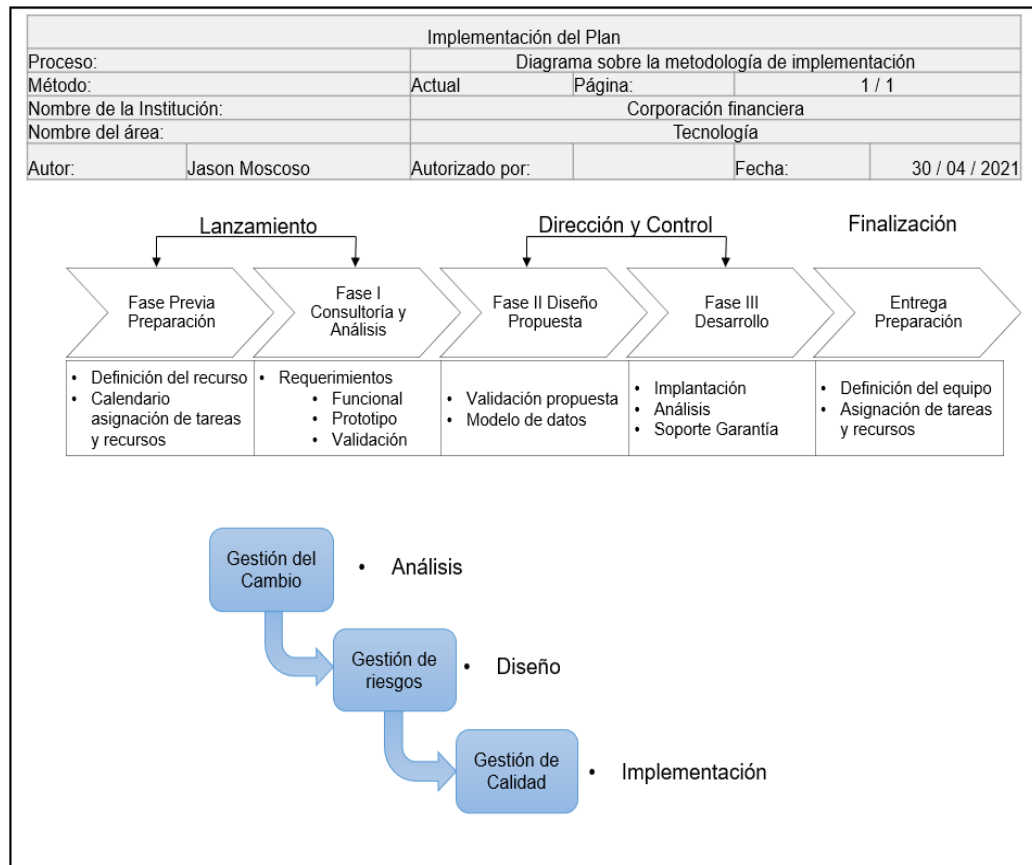 Implementación del Plan
Proceso: Diagrama sobre la metodología de implementación
Método: Actual Página: 1 / 1
Nombre de la Institución: Corporación financiera
Nombre del área: Tecnología
Autor: Jason Moscoso Autorizado por: Fecha: 30 / 04 / 2021
Lanzamiento
Dirección y Control
Finalización
Fase Previa
Preparación
Fase I
Consultoría y
Análisis
Fase II Diseño
Propuesta
Fase III
Desarrollo
Entrega
Preparación
• Definición del recurso
• Calendario
asignación de tareas
y recursos
• Requerimientos
• Funcional
• Prototipo
• Validación
• Validación propuesta
• Modelo de datos
• Implantación
• Análisis
• Soporte Garantía
• Definición del equipo
• Asignación de tareas
y recursos
Gestión del
Cambio
• Análisis
Gestión de
riesgos
• Diseño
Gestión de
Calidad
• Implementación